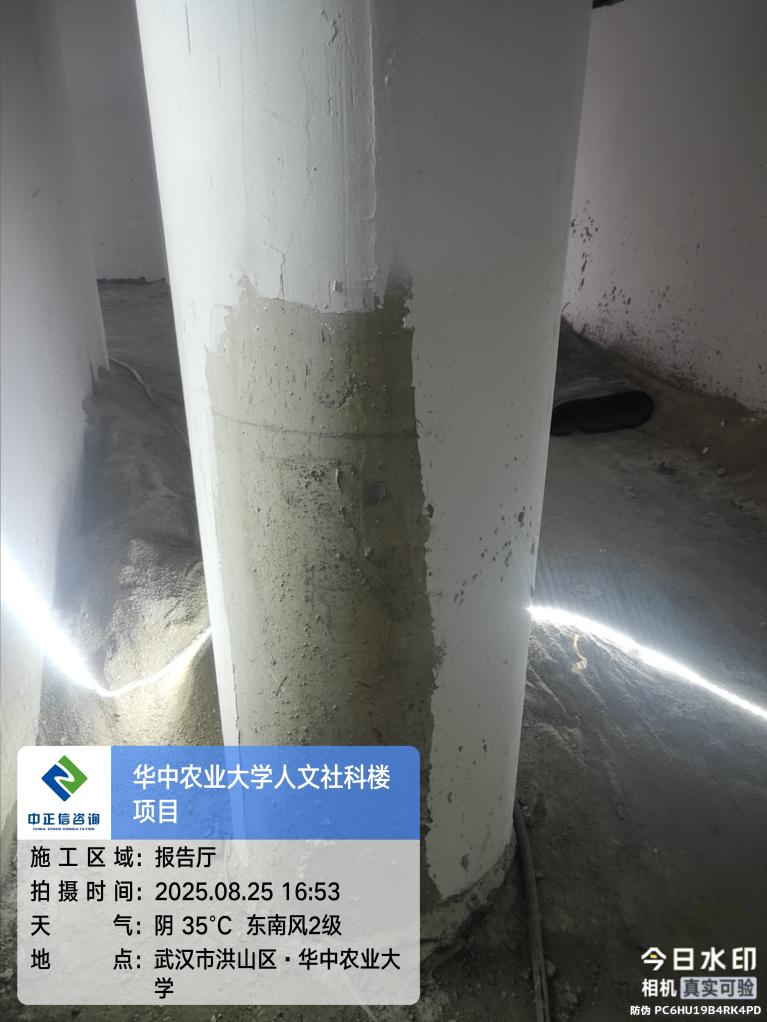 华中农业大学人文社科楼
项目
中正信咨询
施工区域：报告厅
拍摄时间：2025.08.25 16:53
天气：阴 35℃ 东南风2级
地点：武汉市洪山区·华中农业大
学
今日水印
相机 真实可验
防伪 PC6HU19B4RK4PD